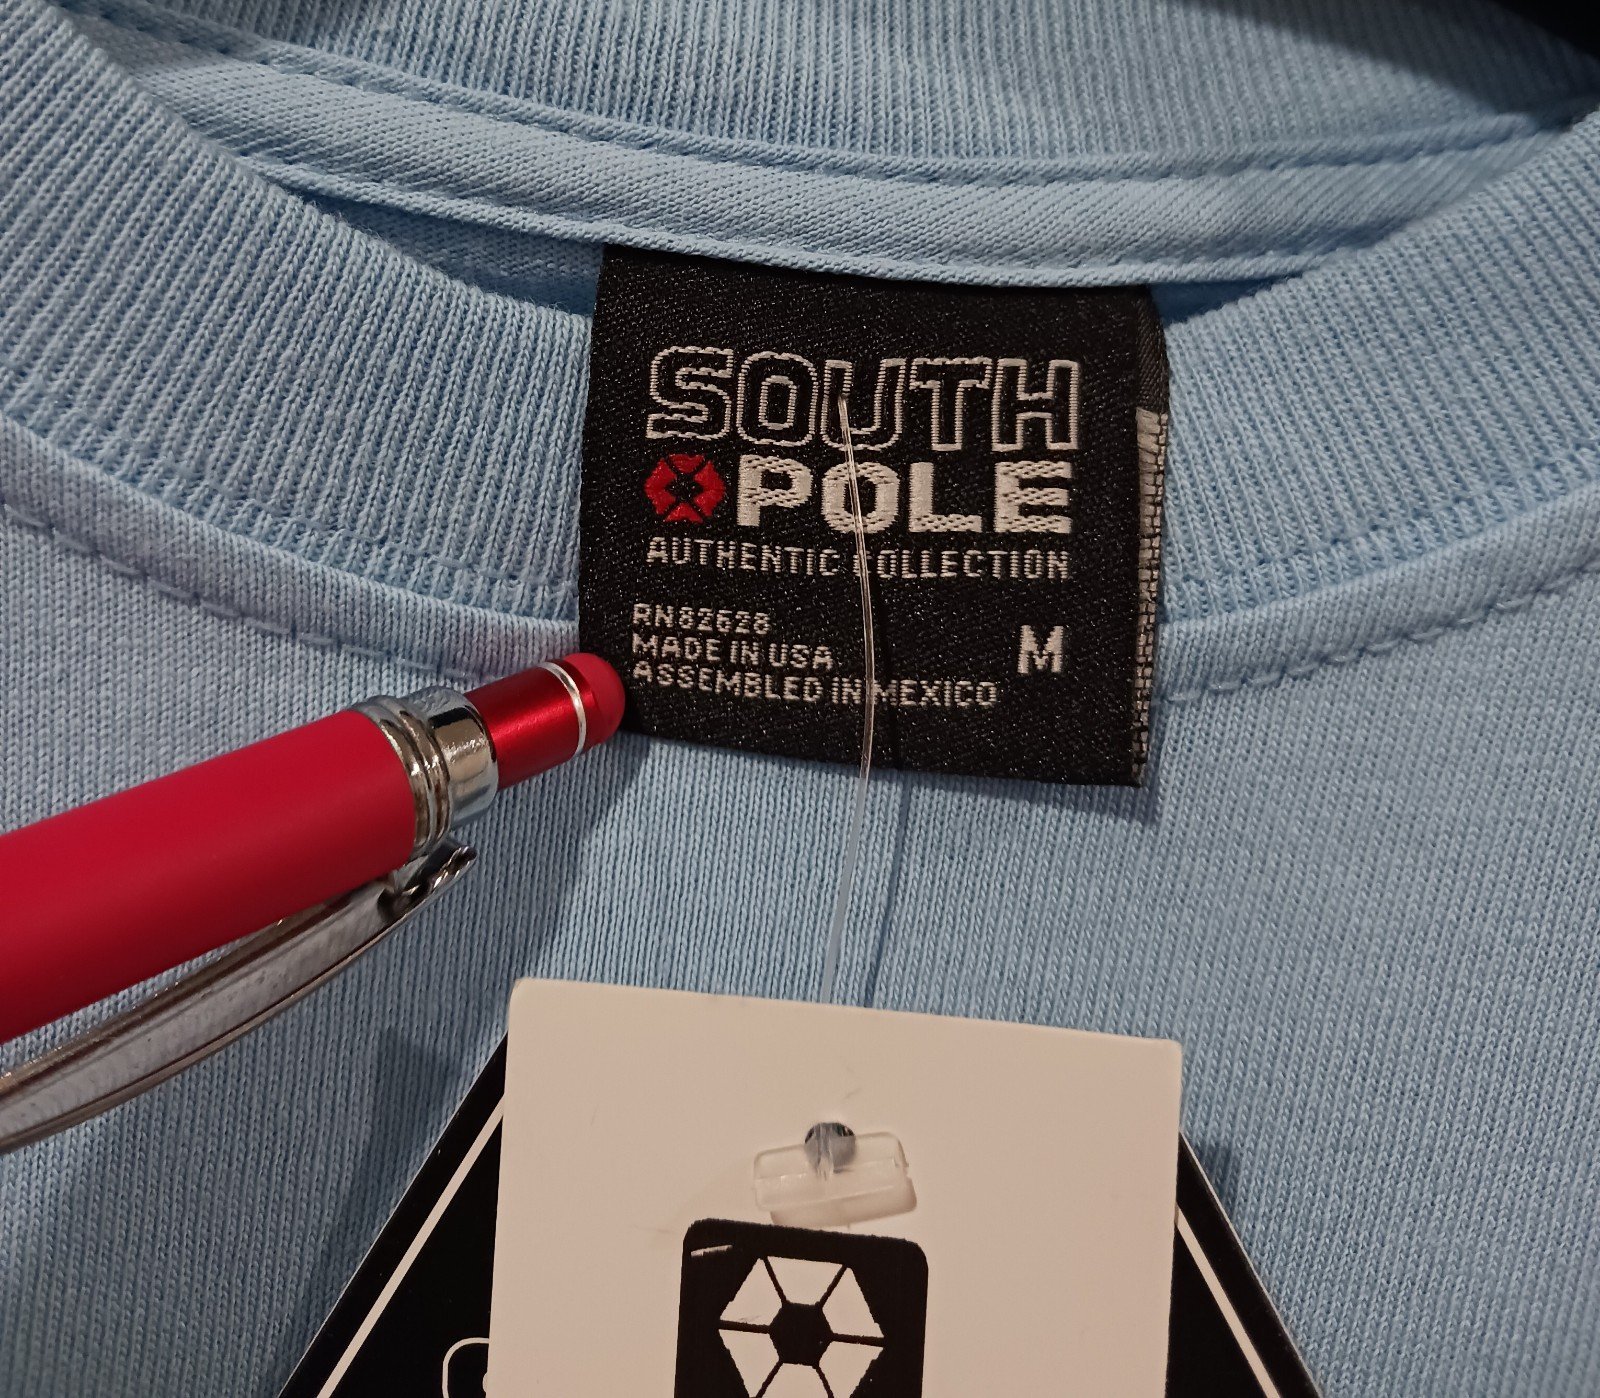 SOUTH
POLE
AUTHENTIC COLLECTION
RN82628
MADE IN USA
ASSEMBLED IN MEXICO
M